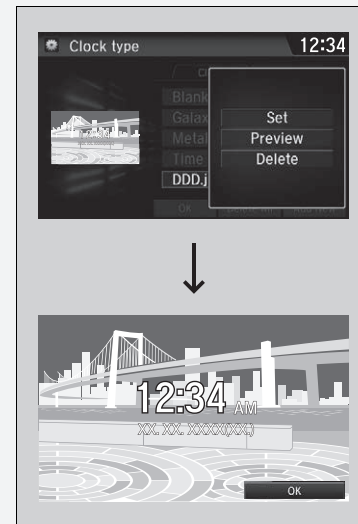 Clock type
12:34
Blank
Galax
Metal
Time
DDD.j
Set
Preview
Delete
OK
12:34 AM
XX. XX. XXXX(XX.)
OK